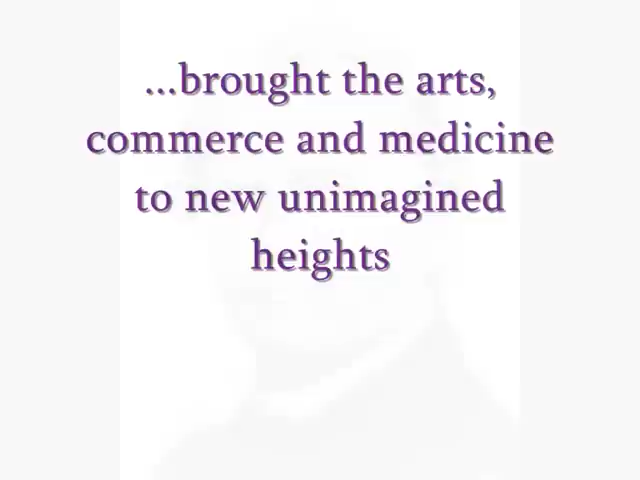 ...brought the arts,
commerce and medicine
to new unimagined
heights